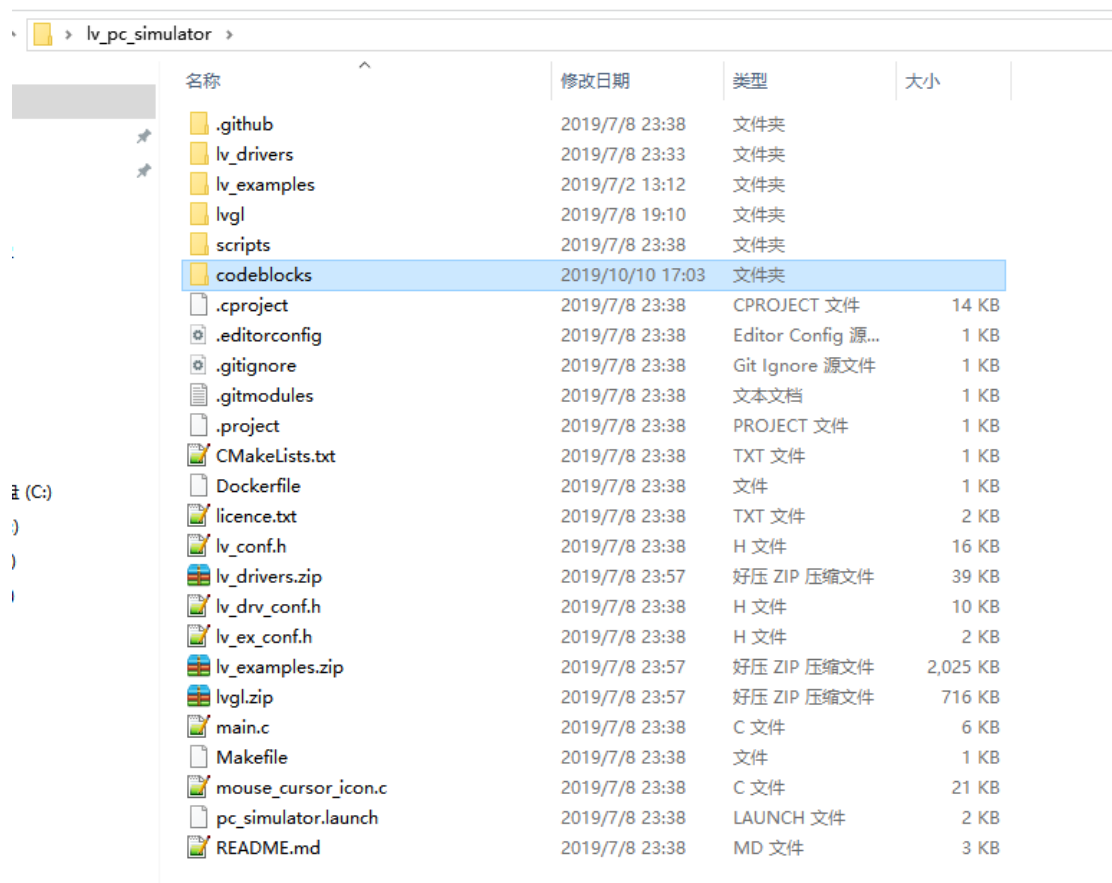 lv_pc_simulator
名称 修改日期 类型 大小
.github 2019/7/8 23:38 文件夹
lv_drivers 2019/7/8 23:33 文件夹
lv_examples 2019/7/2 13:12 文件夹
lvgl 2019/7/8 19:10 文件夹
scripts 2019/7/8 23:38 文件夹
codeblocks 2019/10/10 17:03 文件夹
.cproject 2019/7/8 23:38 CPROJECT 文件 14 KB
.editorconfig 2019/7/8 23:38 Editor Config 源... 1 KB
.gitignore 2019/7/8 23:38 Git Ignore 源文件 1 KB
.gitmodules 2019/7/8 23:38 文本文档 1 KB
.project 2019/7/8 23:38 PROJECT 文件 1 KB
CMakeLists.txt 2019/7/8 23:38 TXT 文件 1 KB
(C:) Dockerfile 2019/7/8 23:38 文件 1 KB
licence.txt 2019/7/8 23:38 TXT 文件 2 KB
lv_conf.h 2019/7/8 23:38 H 文件 16 KB
lv_drivers.zip 2019/7/8 23:57 好压 ZIP 压缩文件 39 KB
lv_drv_conf.h 2019/7/8 23:38 H 文件 10 KB
lv_ex_conf.h 2019/7/8 23:38 H 文件 2 KB
lv_examples.zip 2019/7/8 23:57 好压 ZIP 压缩文件 2,025 KB
lvgl.zip 2019/7/8 23:57 好压 ZIP 压缩文件 716 KB
main.c 2019/7/8 23:38 C 文件 6 KB
Makefile 2019/7/8 23:38 文件 1 KB
mouse_cursor_icon.c 2019/7/8 23:38 C 文件 21 KB
pc_simulator.launch 2019/7/8 23:38 LAUNCH 文件 2 KB
README.md 2019/7/8 23:38 MD 文件 3 KB